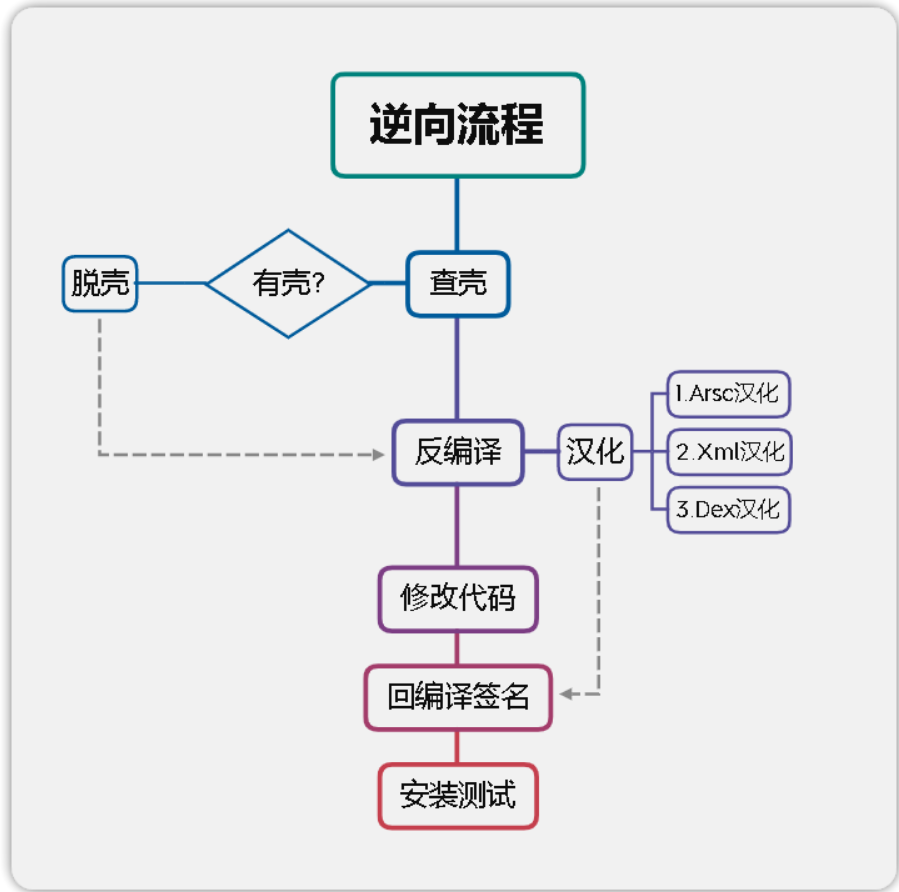 逆向流程
脱壳
有壳?
查壳
反编译
汉化
1.Arsc汉化
2.Xml汉化
3.Dex汉化
修改代码
回编译签名
安装测试